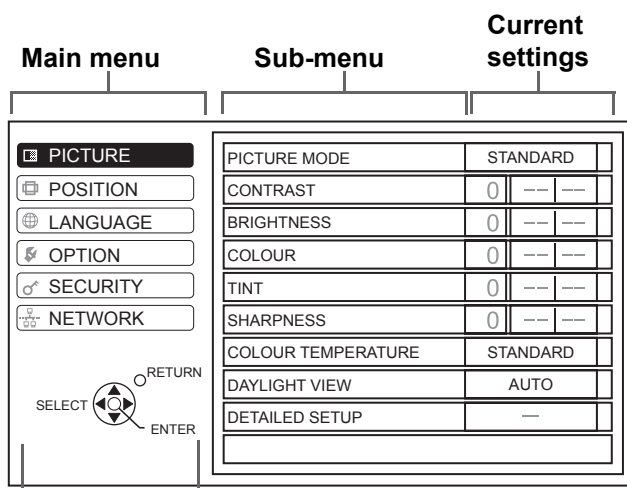 Main menu
Sub-menu
Current
settings
PICTURE
POSITION
LANGUAGE
OPTION
SECURITY
NETWORK
RETURN
SELECT
ENTER
PICTURE MODE STANDARD
CONTRAST 0
BRIGHTNESS 0
COLOUR 0
TINT 0
SHARPNESS 0
COLOUR TEMPERATURE STANDARD
DAYLIGHT VIEW AUTO
DETAILED SETUP —